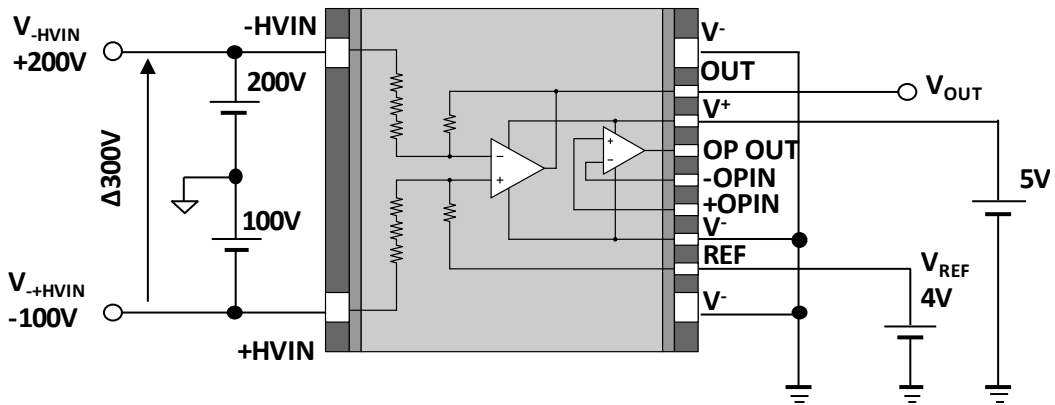 V-HVIN
+200V
-HVIN
200V
Δ300V
100V
V-+HVIN
-100V
+HVIN
−
+
+
−
V-
OUT
VOUT
V+
OP OUT
-OPIN
+OPIN
V-
REF
V-
5V
VREF
4V